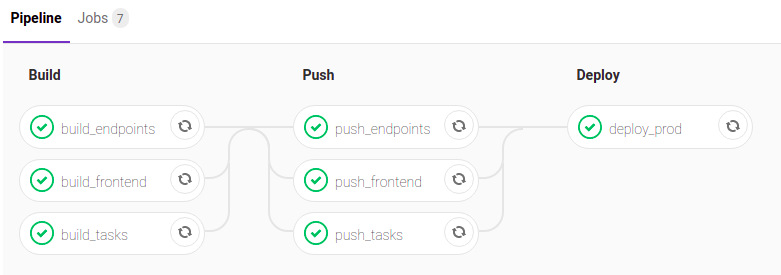 Pipeline Jobs 7
Build Push Deploy
build_endpoints push_endpoints deploy_prod
build_frontend push_frontend
build_tasks push_tasks